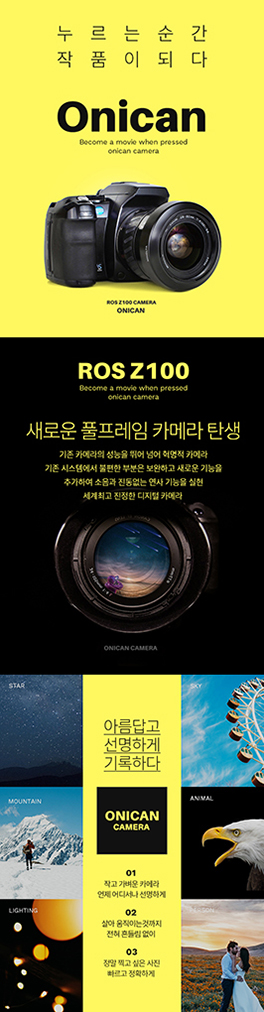 누르는순간
작품이되다
Onican
Become a movie when pressed
onican camera
ROS Z100 CAMERA
ONICAN
ROS Z100
Become a movie when pressed
onican camera
새로운 풀프레임 카메라 탄생
기존 카메라의 성능을 뛰어 넘어 혁명적 카메라
기존 시스템에서 불편한 부분은 보완하고 새로운 기능을
추가하여 소음과 진동없는 연사 기능을 실현
세계최고 진정한 디지털 카메라
ONICAN CAMERA
STAR
SKY
아름답고
선명하게
기록하다
MOUNTAIN
ANIMAL
ONICAN
CAMERA
01
작고 가벼운 카메라
언제 어디서나 선명하게
LIGHTING
PERSON
02
살아 움직이는것까지
전혀 흔들림 없이
03
정말 찍고 싶은 사진
빠르고 정확하게